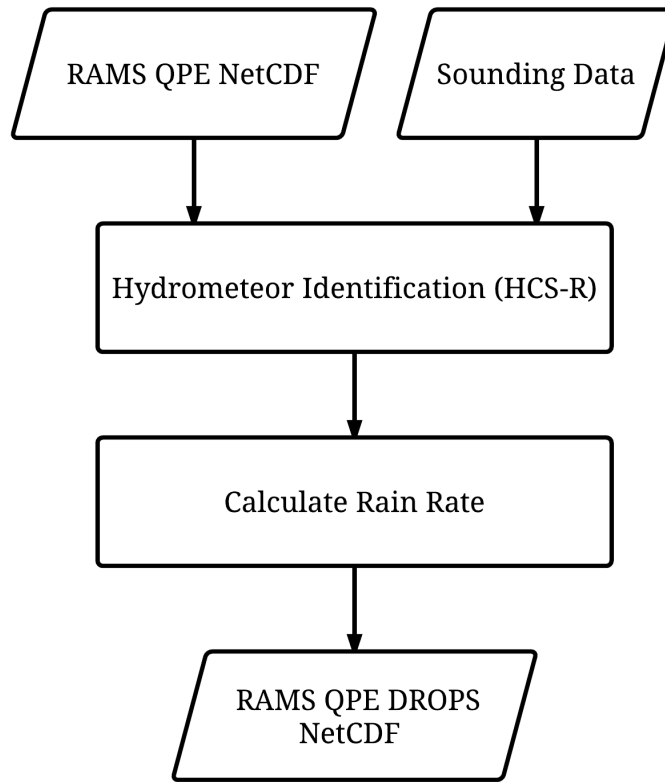 RAMS QPE NetCDF
Sounding Data
Hydrometeor Identification (HCS-R)
Calculate Rain Rate
RAMS QPE DROPS
NetCDF